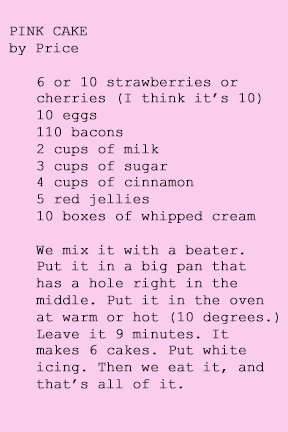 PINK CAKE
by Price
6 or 10 strawberries or
cherries (I think it's 10)
10 eggs
110 bacons
2 cups of milk
3 cups of sugar
4 cups of cinnamon
5 red jellies
10 boxes of whipped cream
We mix it with a beater.
Put it in a big pan that
has a hole right in the
middle. Put it in the oven
at warm or hot (10 degrees.)
Leave it 9 minutes. It
makes 6 cakes. Put white
icing. Then we eat it, and
that's all of it.